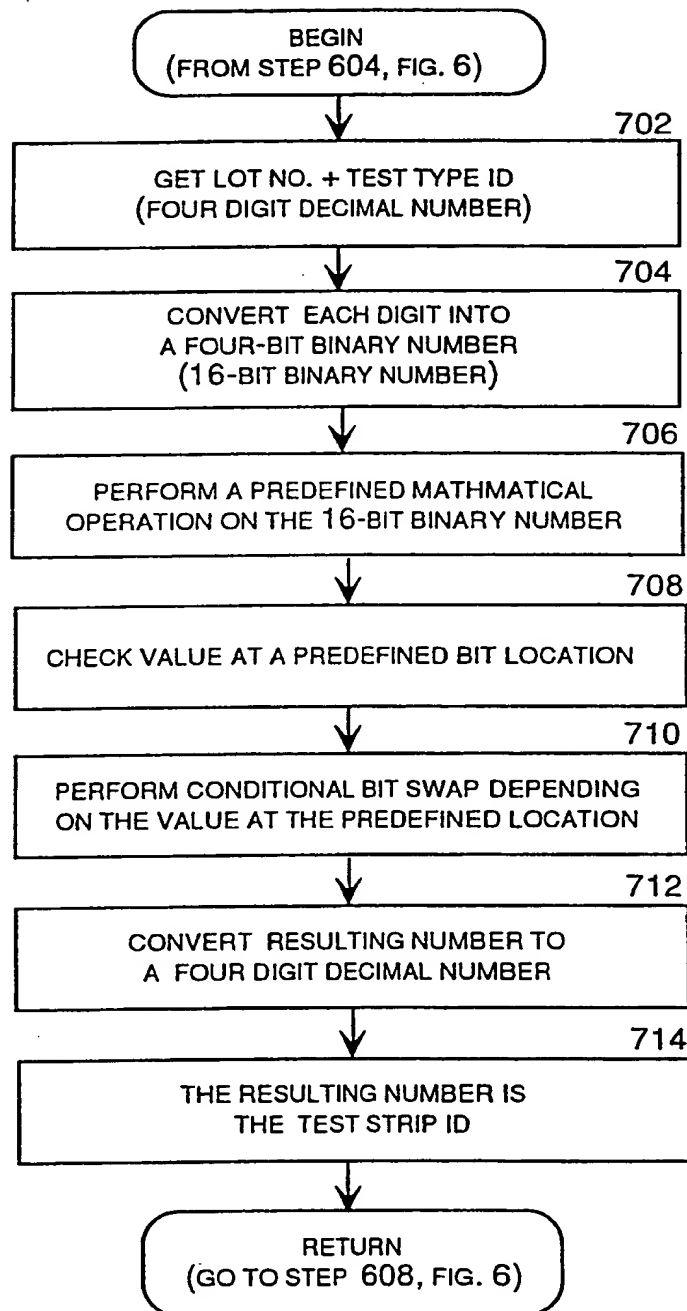 BEGIN
(FROM STEP 604, FIG. 6)
702
GET LOT NO. + TEST TYPE ID
(FOUR DIGIT DECIMAL NUMBER)
704
CONVERT EACH DIGIT INTO
A FOUR-BIT BINARY NUMBER
(16-BIT BINARY NUMBER)
706
PERFORM A PREDEFINED MATHMATICAL
OPERATION ON THE 16-BIT BINARY NUMBER
708
CHECK VALUE AT A PREDEFINED BIT LOCATION
710
PERFORM CONDITIONAL BIT SWAP DEPENDING
ON THE VALUE AT THE PREDEFINED LOCATION
712
CONVERT RESULTING NUMBER TO
A FOUR DIGIT DECIMAL NUMBER
714
THE RESULTING NUMBER IS
THE TEST STRIP ID
RETURN
(GO TO STEP 608, FIG. 6)